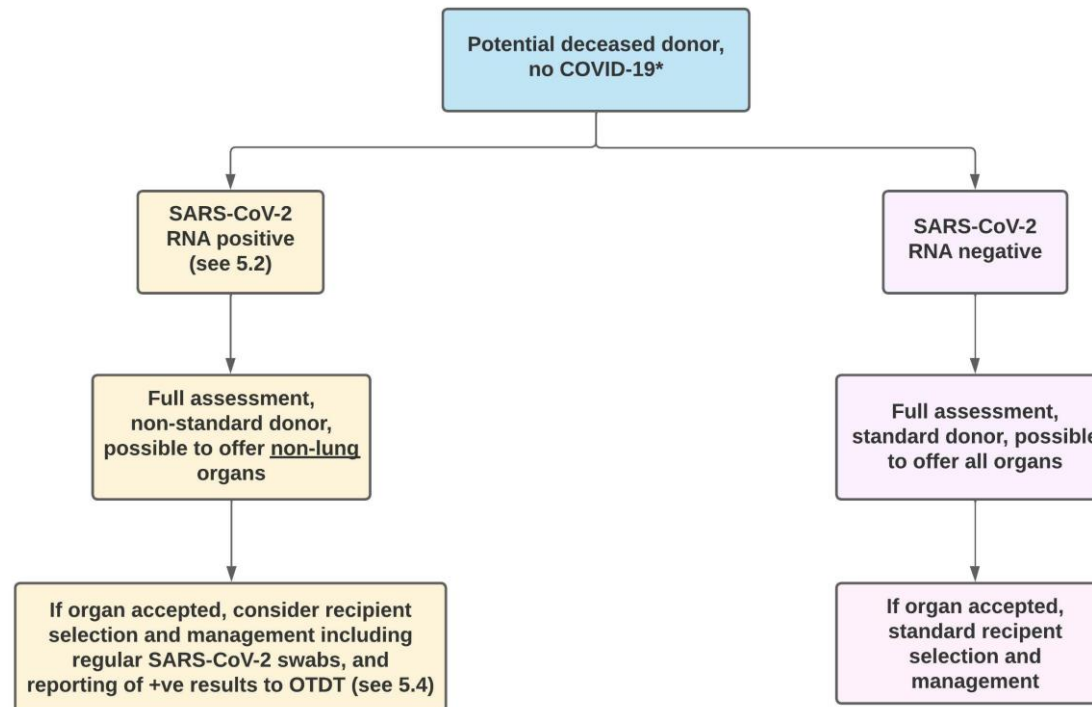 Potential deceased donor,
no COVID-19*
SARS-CoV-2
RNA positive
(see 5.2)
SARS-CoV-2
RNA negative
Full assessment,
non-standard donor,
possible to offer non-lung
organs
Full assessment,
standard donor, possible
to offer all organs
If organ accepted, consider recipient
selection and management including
regular SARS-CoV-2 swabs, and
reporting of +ve results to OTDT (see 5.4)
If organ accepted,
standard recipent
selection and
management